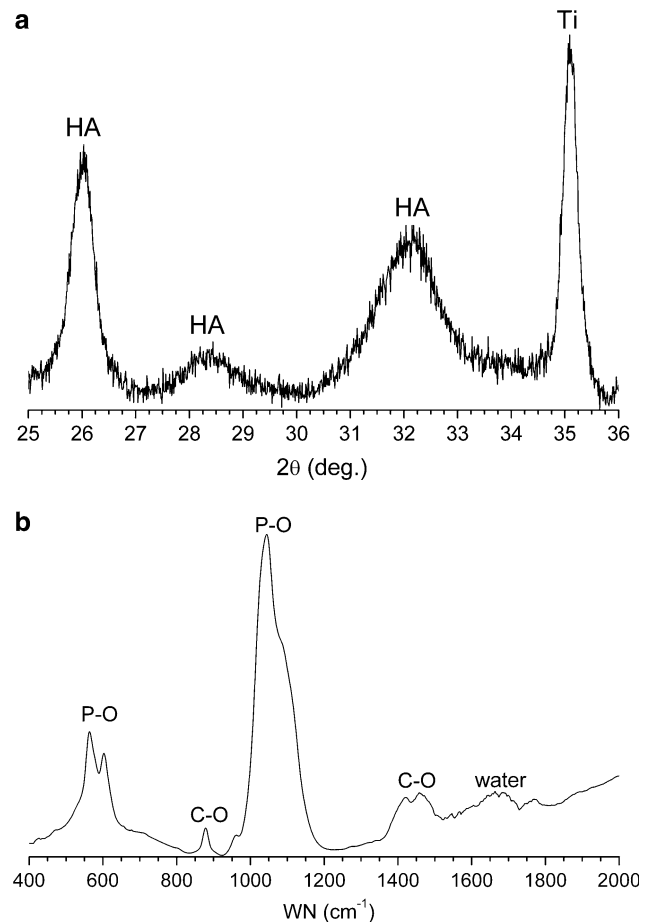 a
Ti
HA
HA
HA
25 26 27 28 29 30 31 32 33 34 35 36
2θ (deg.)
b
P-O
P-O
C-O
C-O
water
400 600 800 1000 1200 1400 1600 1800 2000
WN (cm⁻¹)